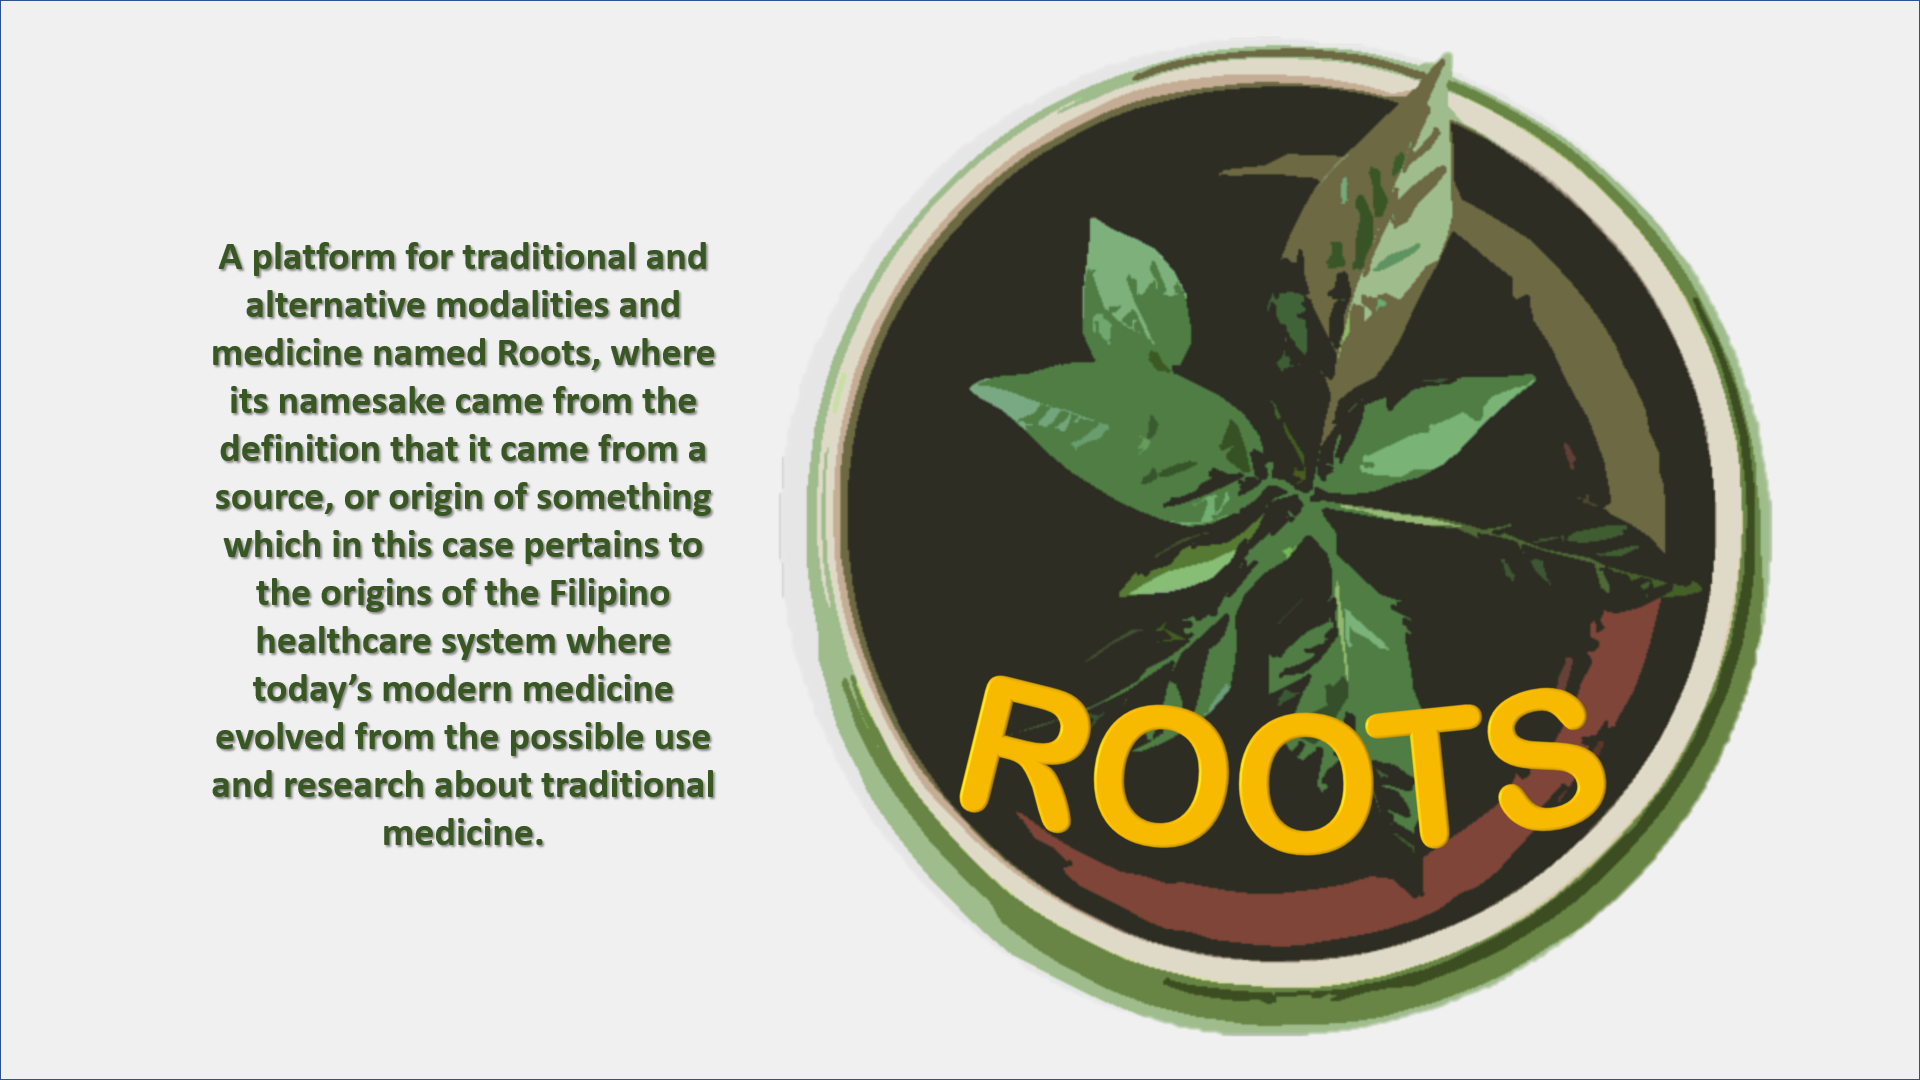 A platform for traditional and
alternative modalities and
medicine named Roots, where
its namesake came from the
definition that it came from a
source, or origin of something
which in this case pertains to
the origins of the Filipino
healthcare system where
today’s modern medicine
evolved from the possible use
and research about traditional
medicine.
ROOTS